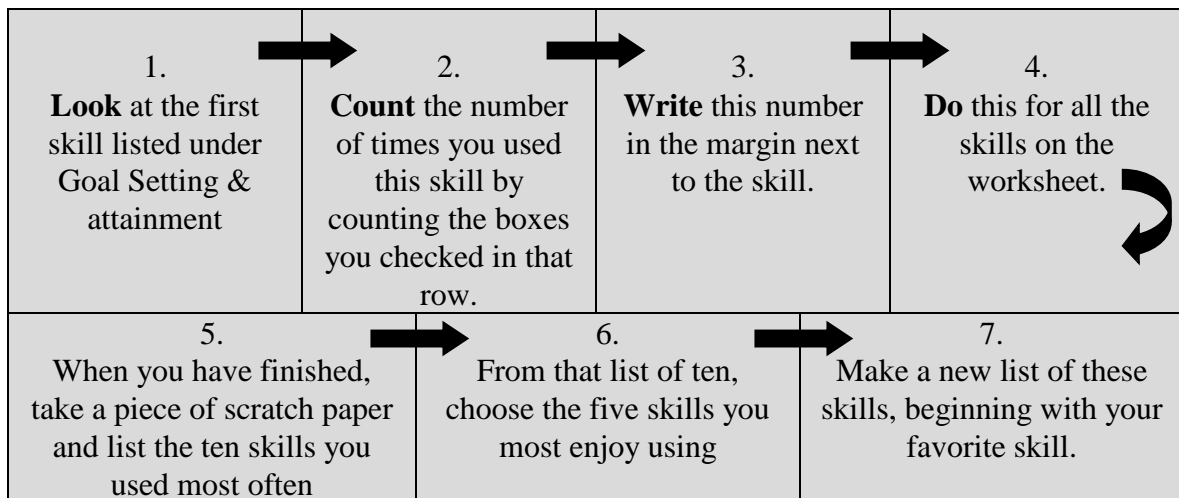 1.
Look at the first
skill listed under
Goal Setting &
attainment
2.
Count the number
of times you used
this skill by
counting the boxes
you checked in that
row.
3.
Write this number
in the margin next
to the skill.
4.
Do this for all the
skills on the
worksheet.
5.
When you have finished,
take a piece of scratch paper
and list the ten skills you
used most often
6.
From that list of ten,
choose the five skills you
most enjoy using
7.
Make a new list of these
skills, beginning with your
favorite skill.